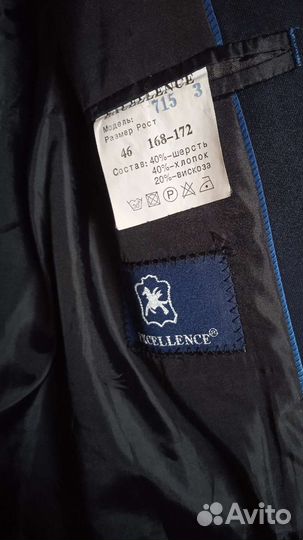 EXCELLENCE
715 3
Модель:
Размер Рост
46 168-172
Состав: 40%-шерсть
40%-хлопок
20%-вискоза
P
EXCELLENCE®
Avito